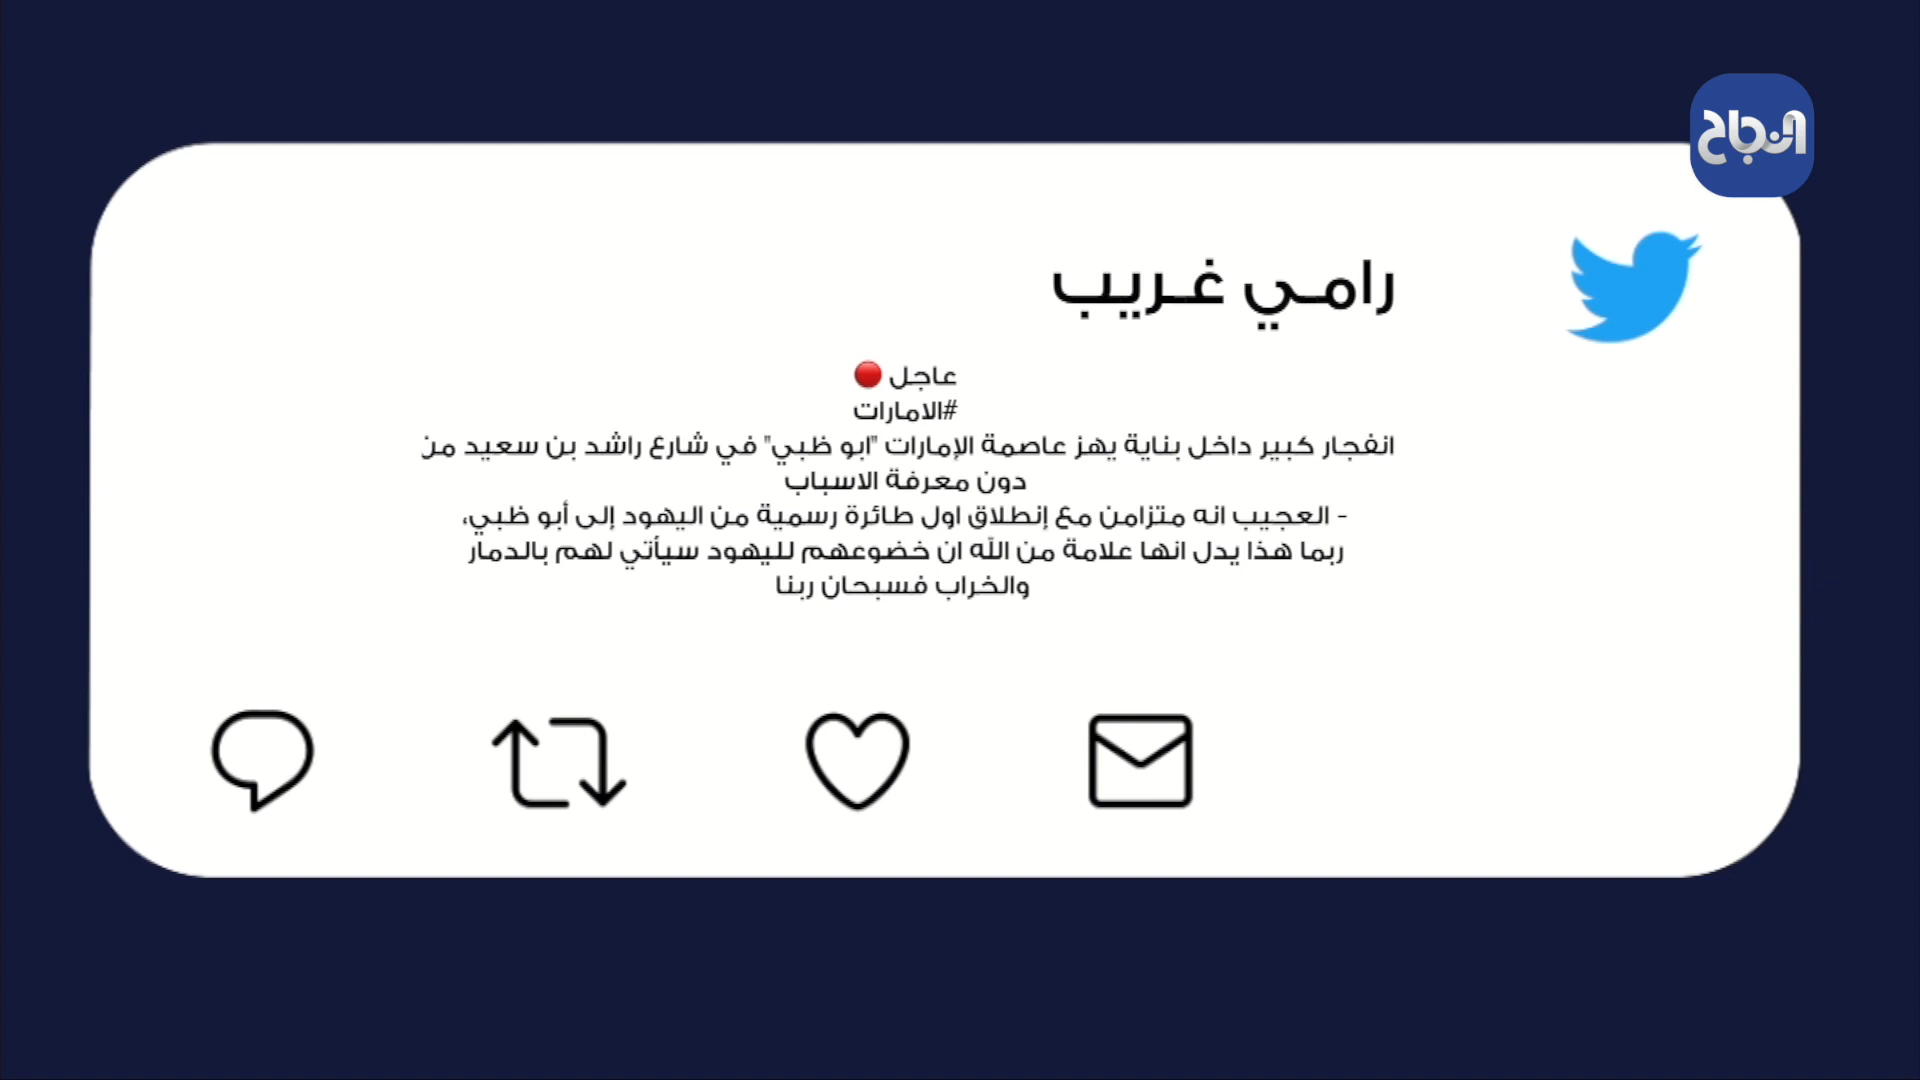 النجاح
رامي غريب
عاجل 🔴
#الامارات
انفجار كبير داخل بناية يهز عاصمة الإمارات "ابو ظبي" في شارع راشد بن سعيد من
دون معرفة الاسباب
- العجيب انه متزامن مع إنطلاق اول طائرة رسمية من اليهود إلى أبو ظبي،
ربما هذا يدل انها علامة من الله ان خضوعهم لليهود سيأتي لهم بالدمار
والخراب فسبحان ربنا